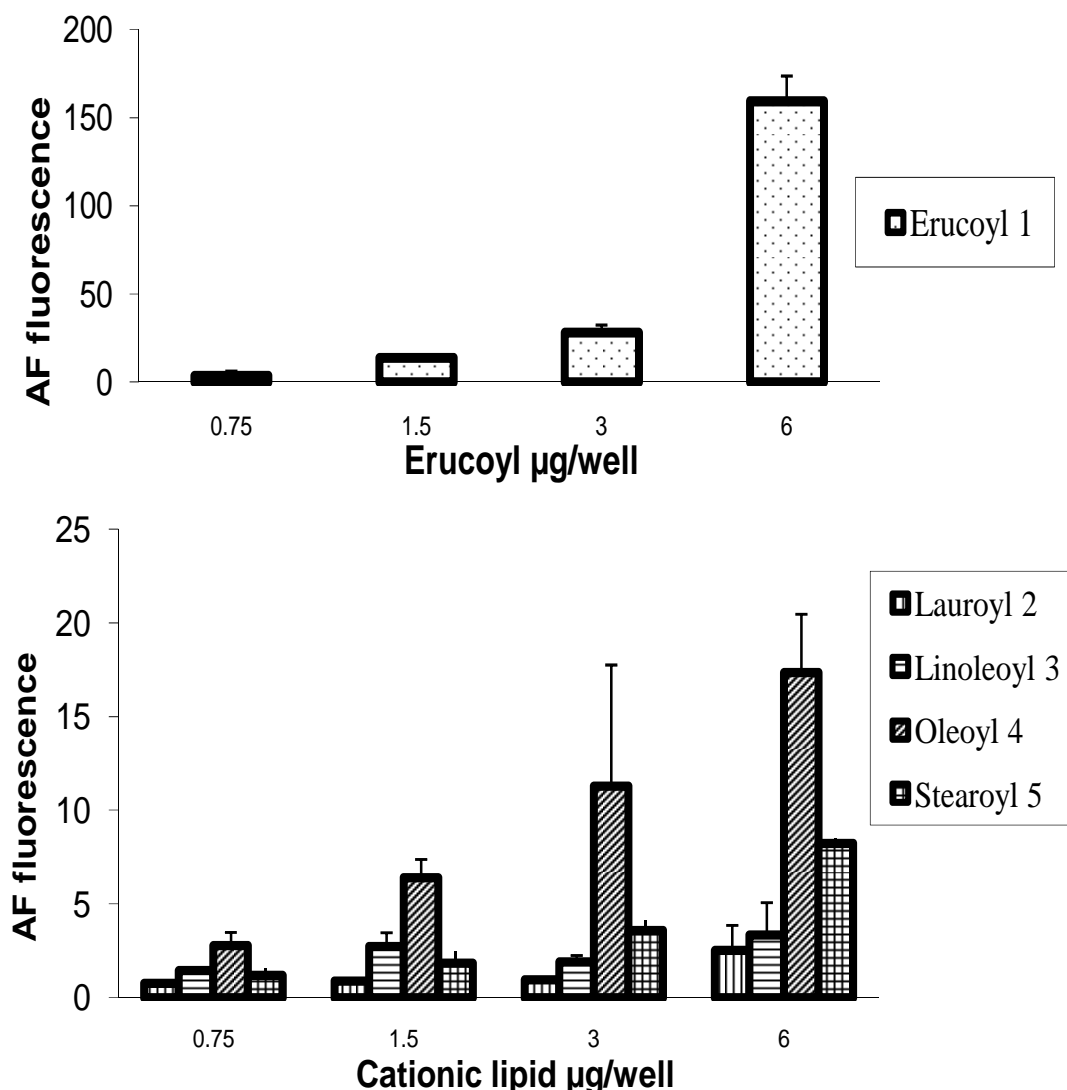 200
150
100
50
0
AF fluorescence
0.75 1.5 3 6
Erucoyl µg/well
Erucoyl 1
25
20
15
10
5
0
AF fluorescence
0.75 1.5 3 6
Cationic lipid µg/well
Lauroyl 2
Linoleoyl 3
Oleoyl 4
Stearoyl 5